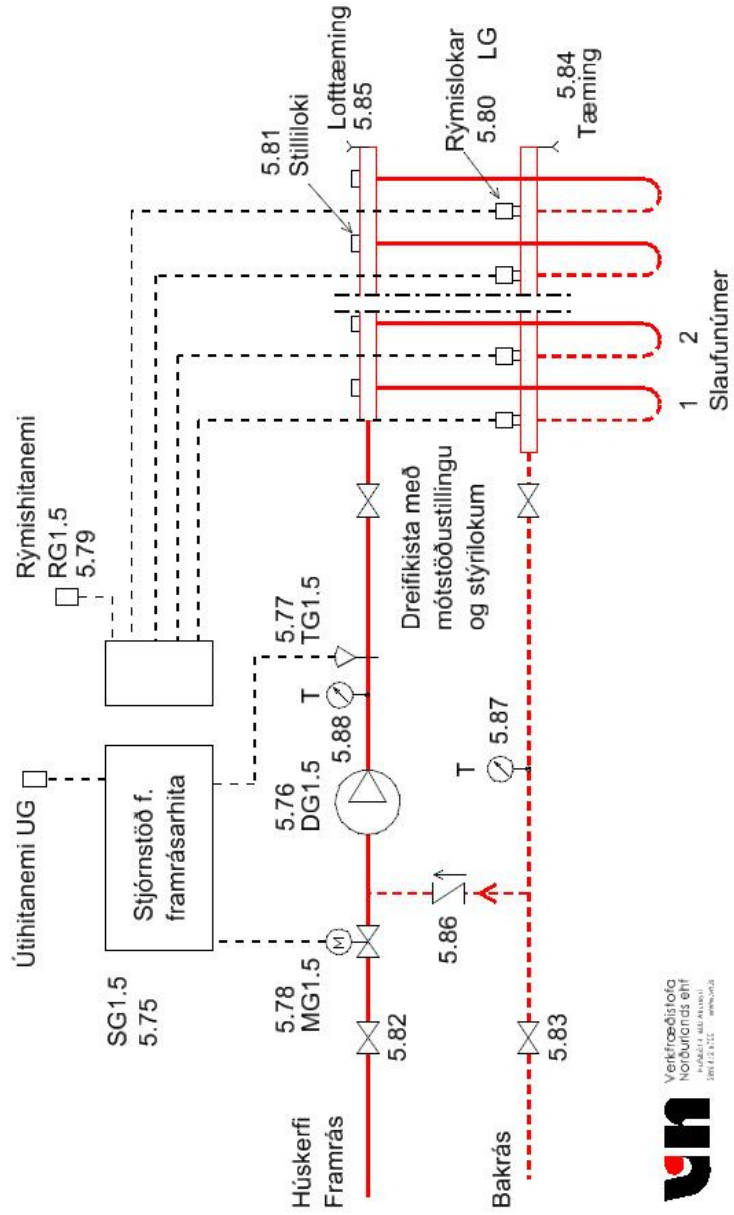 Útihitanemi UG
Rýmishitanemi
RG1.5
5.79
SG1.5
5.75
Stjórnstöð f.
framrásarhita
5.78
MG1.5
5.76
DG1.5
T
5.88
5.77
TG1.5
5.81
Stilliloki
Lofttæming
5.85
Húskerfi
Framrás
M
5.82
5.86
Dreifikista með
mótstöðustillingu
og stýrilokum
Rýmislokar
5.80 LG
5.84
Tæming
Bakrás
5.83
T
5.87
1 2
Slaufunúmer
vn
Verkfræðistofa
Norðurlands ehf